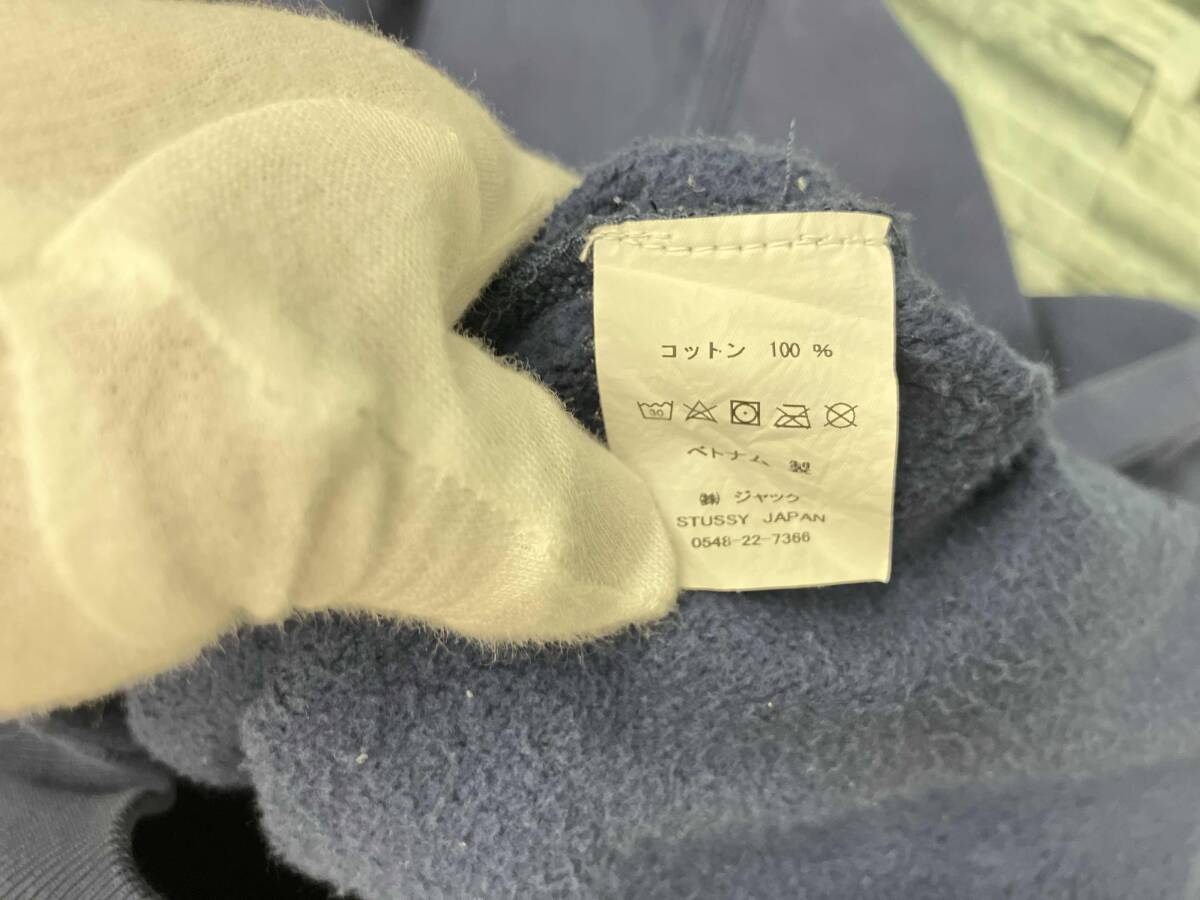 コットン 100 %
30
ベトナム 製
㈱ ジャック
STUSSY JAPAN
0548-22-7366